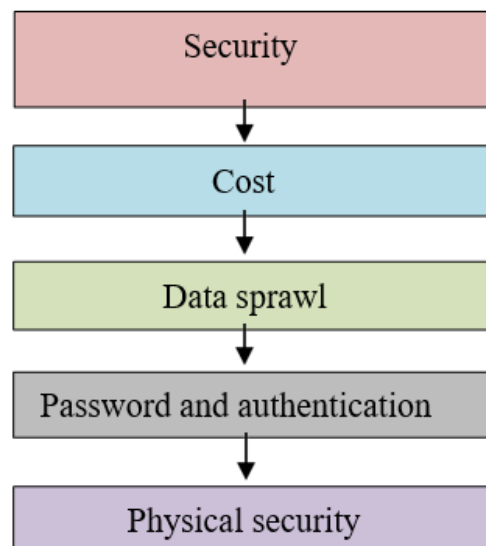 Security
Cost
Data sprawl
Password and authentication
Physical security